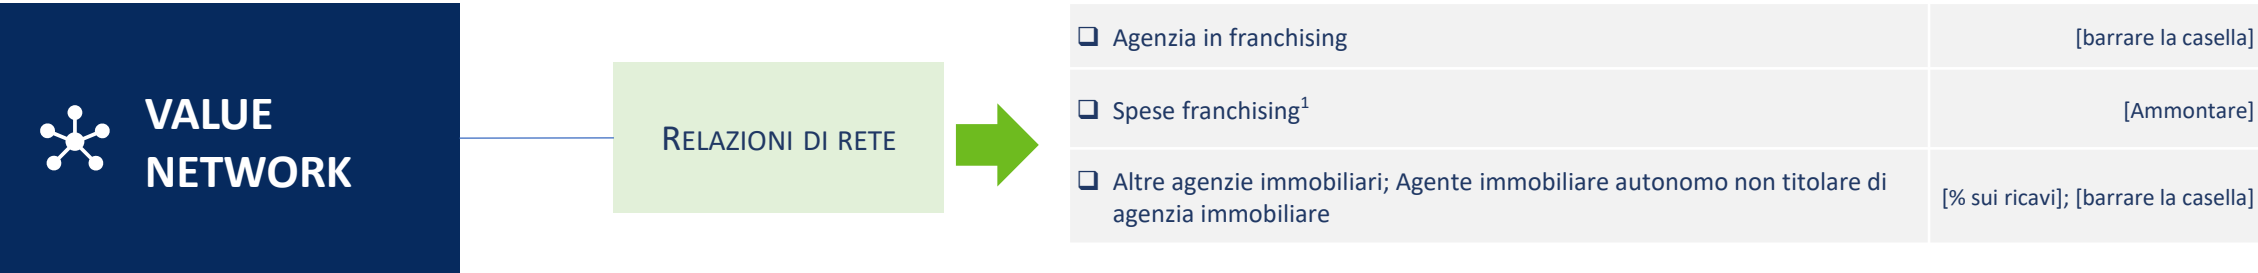 VALUE
NETWORK
RELAZIONI DI RETE
❑ Agenzia in franchising [barrare la casella]
❑ Spese franchising¹ [Ammontare]
❑ Altre agenzie immobiliari; Agente immobiliare autonomo non titolare di
agenzia immobiliare
[% sui ricavi]; [barrare la casella]